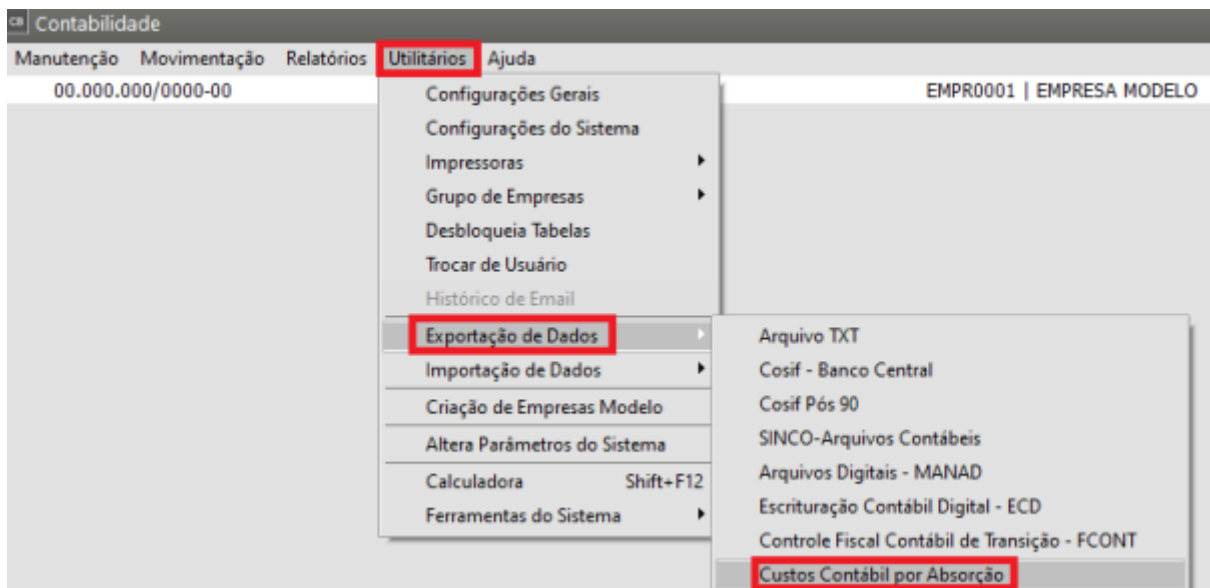 CB Contabilidade
Manutenção Movimentação Relatórios Utilitários Ajuda
00.000.000/0000-00 EMPR0001 | EMPRESA MODELO
Configurações Gerais
Configurações do Sistema
Impressoras
Grupo de Empresas
Desbloqueia Tabelas
Trocar de Usuário
Histórico de Email
Exportação de Dados
Importação de Dados
Criação de Empresas Modelo
Altera Parâmetros do Sistema
Calculadora Shift+F12
Ferramentas do Sistema
Arquivo TXT
Cosif - Banco Central
Cosif Pós 90
SINCO-Arquivos Contábeis
Arquivos Digitais - MANAD
Escrituração Contábil Digital - ECD
Controle Fiscal Contábil de Transição - FCONT
Custos Contábil por Absorção